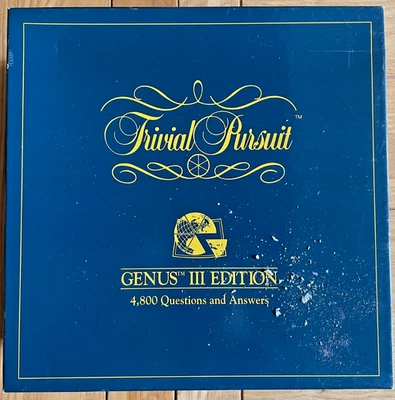 Trivial Pursuit™
GENUS™ III EDITION
4,800 Questions and Answers